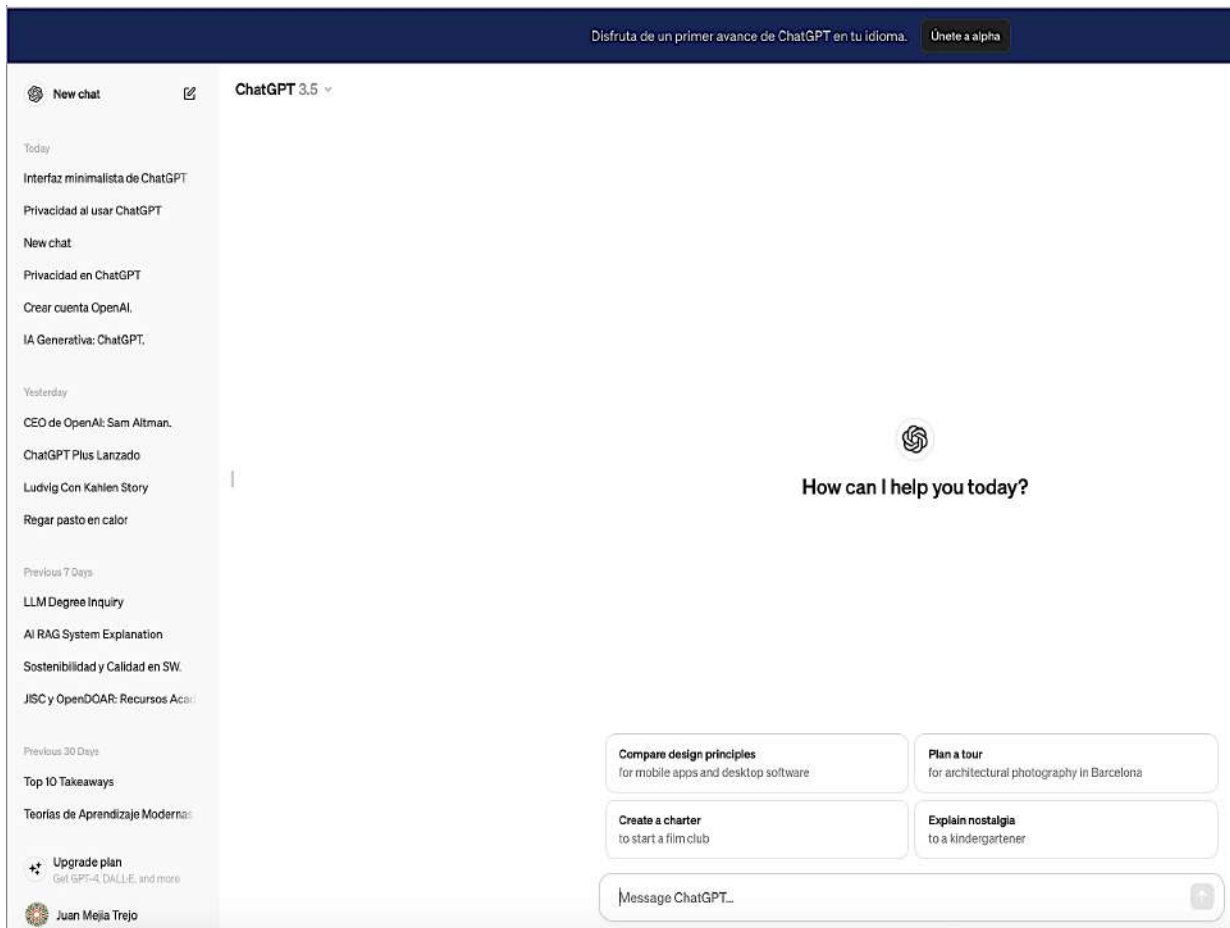 Disfruta de un primer avance de ChatGPT en tu idioma. Únete a alpha
New chat
ChatGPT 3.5
Today
Interfaz minimalista de ChatGPT
Privacidad al usar ChatGPT
New chat
Privacidad en ChatGPT
Crear cuenta OpenAI.
IA Generativa: ChatGPT.
Yesterday
CEO de OpenAI: Sam Altman.
ChatGPT Plus Lanzado
Ludvig Con Kahlen Story
Regar pasto en calor
Previous 7 Days
LLM Degree Inquiry
AI RAG System Explanation
Sostenibilidad y Calidad en SW.
JISC y OpenDOAR: Recursos Acad
Previous 30 Days
Top 10 Takeaways
Teorías de Aprendizaje Modernas
Upgrade plan
Get GPT-4, DALL·E, and more
Juan Mejia Trejo
How can I help you today?
Compare design principles
for mobile apps and desktop software
Plan a tour
for architectural photography in Barcelona
Create a charter
to start a film club
Explain nostalgia
to a kindergartener
Message ChatGPT...